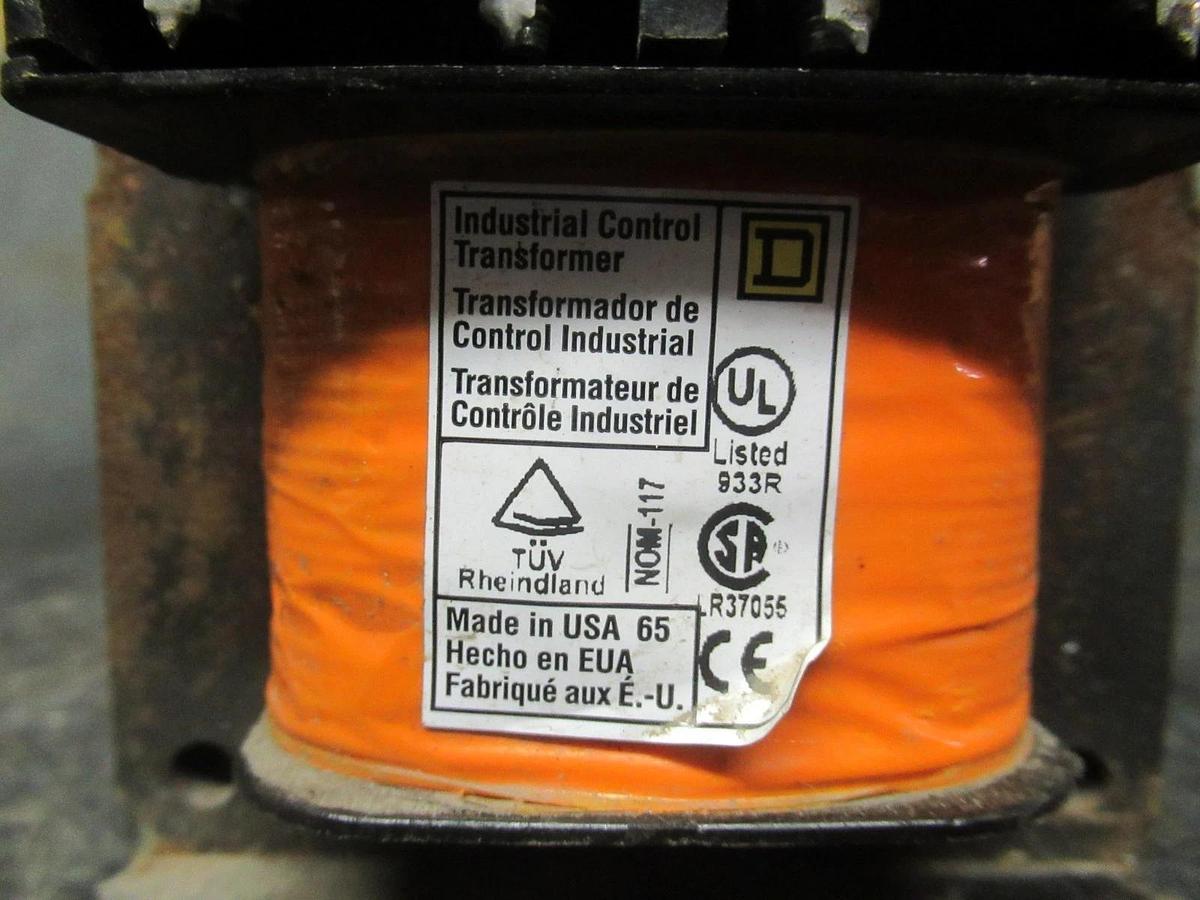 Industrial Control
Transformer
Transformador de
Control Industrial
Transformateur de
Contrôle Industriel
D
UL
Listed
933R
TÜV
Rheindland
NOM-117
SA
LR37055
Made in USA 65
Hecho en EUA
Fabriqué aux É.-U.
CE